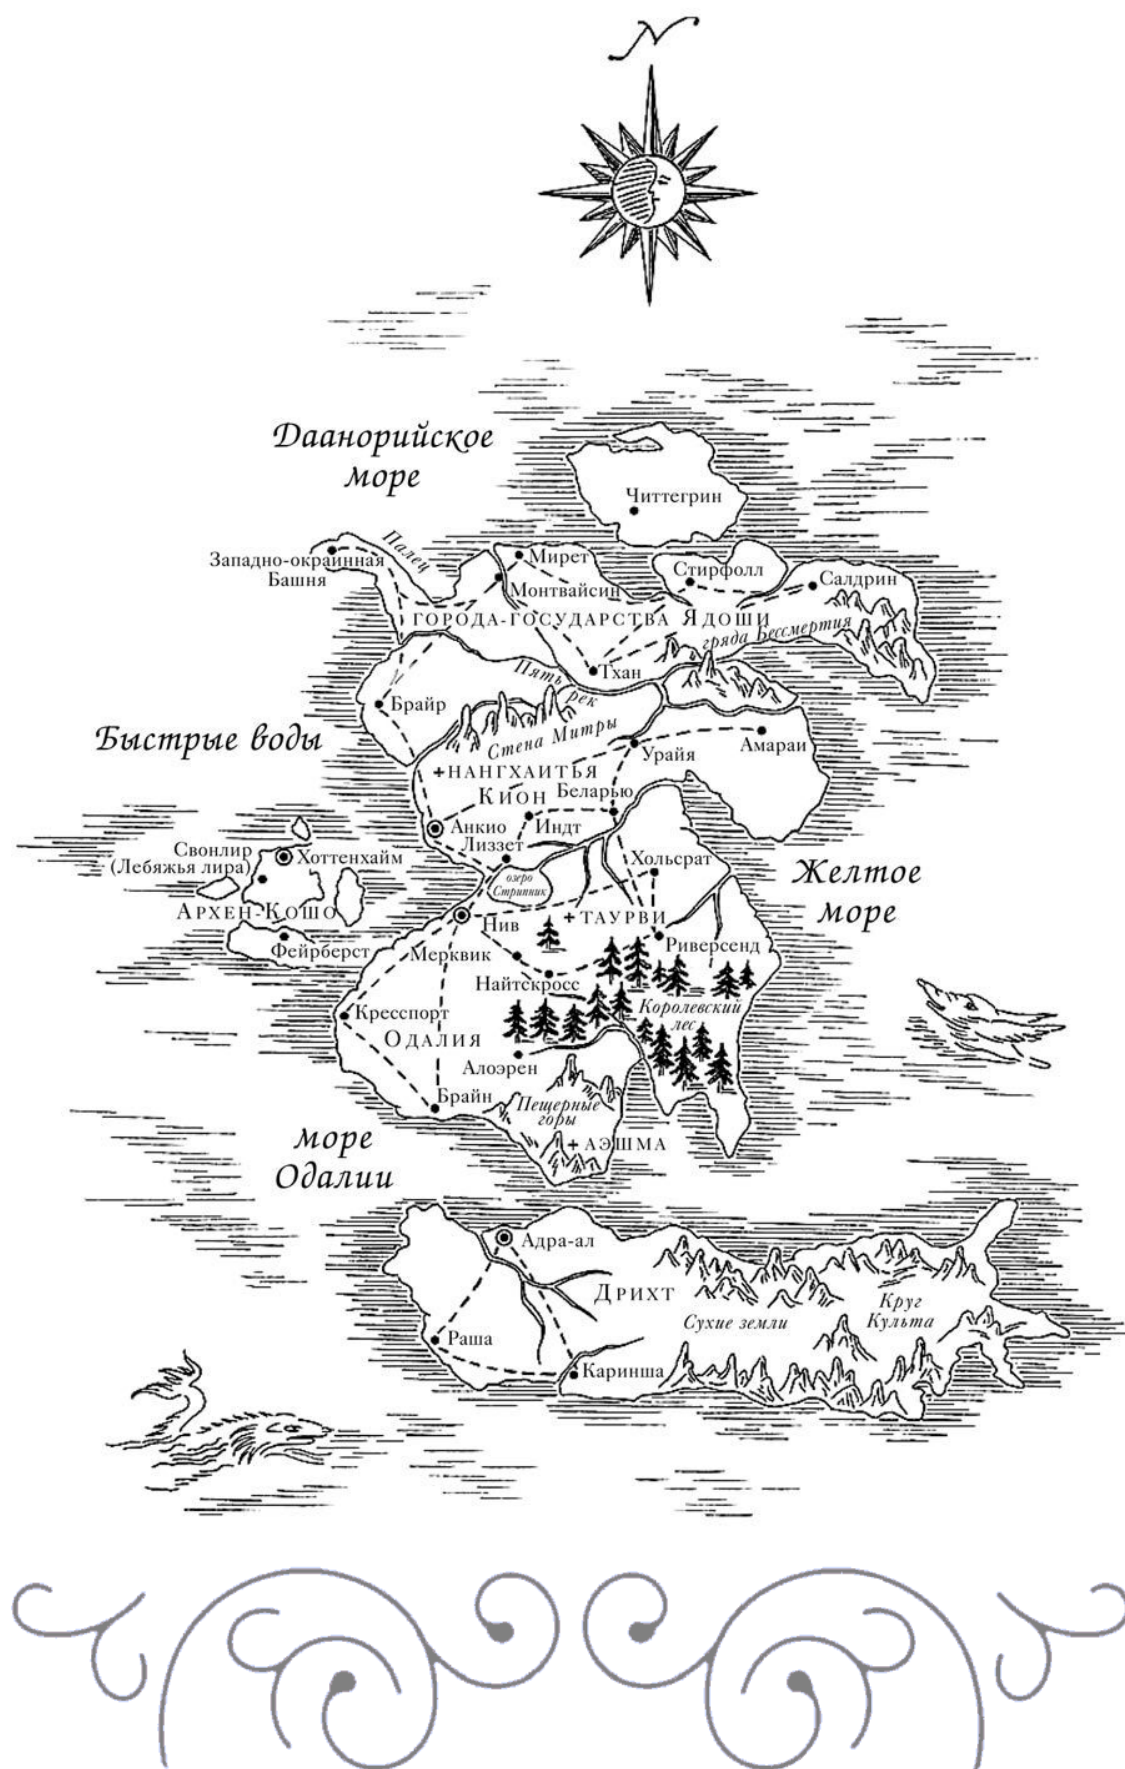 N
Даанорийское
море
Читтегрин
Палец
Западно-окраинная
Башня
Мирет
Монтвайсин
Стирфолл
Салдрин
ГОРОДА-ГОСУДАРСТВА ЯДОШИ
гряда Бессмертия
Тхан
Пять рек
Брайр
Быстрые воды
Стена Митры
Урайя
Амараи
+НАНГХАИТЬЯ
КИОН
Беларью
Анкио
Индт
Лиззет
Свонлир
(Лебяжья лира)
Хоттенхайм
озеро
Стрипник
Хольсрат
Желтое
море
АРХЕН-КОШО
Фейрберст
Нив
+ТАУРВИ
Мерквик
Риверсенд
Найтскросс
Королевский
лес
Кресспорт
ОДАЛИЯ
Алоэрен
Брайн
Пещерные
горы
+АЭШМА
море
Одалии
Адра-ал
ДРИХТ
Сухие земли
Круг
Культа
Раша
Каринша